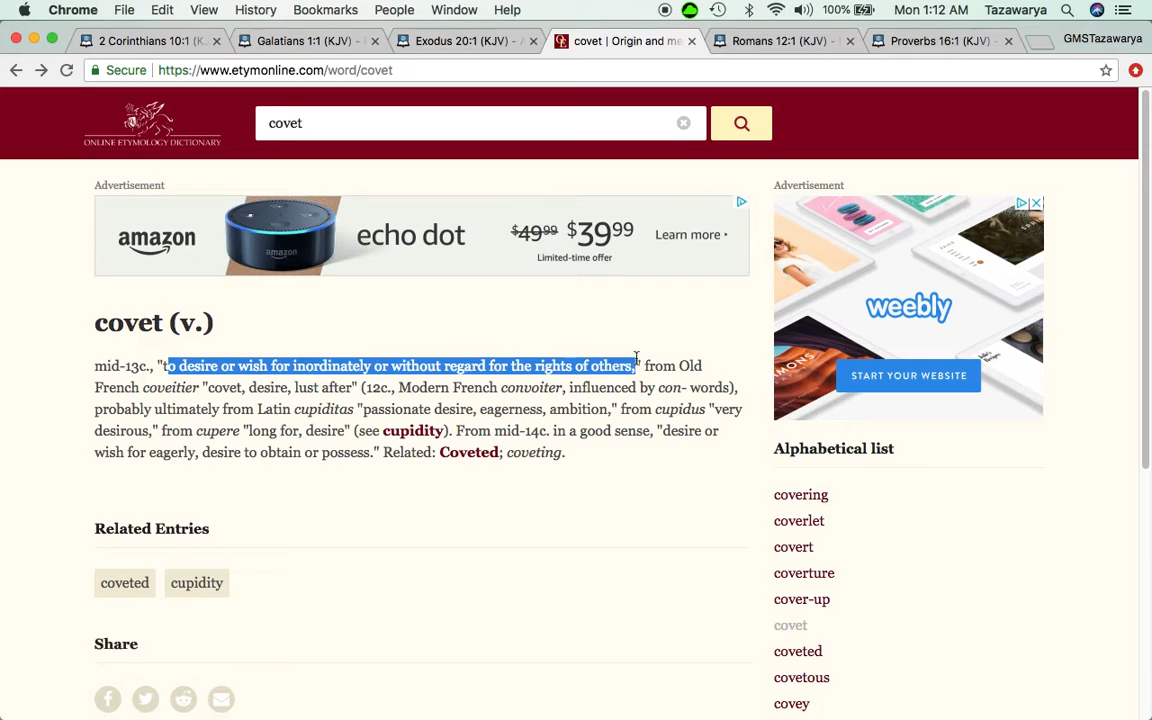 Chrome File Edit View History Bookmarks People Window Help 100% Mon 1:12 AM Tazawarya
2 Corinthians 10:1 (K
Galatians 1:1 (KJV) -
Exodus 20:1 (KJV) - A
covet | Origin and me
Romans 12:1 (KJV) -
Proverbs 16:1 (KJV) -
GMSTazawarya
Secure https://www.etymonline.com/word/covet
ONLINE ETYMOLOGY DICTIONARY
covet
Advertisement
amazon echo dot $49⁹⁹ $39⁹⁹ Learn more
amazon
Limited-time offer
covet (v.)
mid-13c., "to desire or wish for inordinately or without regard for the rights of others," from Old
French coveitier "covet, desire, lust after" (12c., Modern French convoiter, influenced by con- words),
probably ultimately from Latin cupiditas "passionate desire, eagerness, ambition," from cupidus "very
desirous," from cupere "long for, desire" (see cupidity). From mid-14c. in a good sense, "desire or
wish for eagerly, desire to obtain or possess." Related: Coveted; coveting.
Related Entries
coveted cupidity
Share
Advertisement
weebly
START YOUR WEBSITE
Alphabetical list
covering
coverlet
covert
coverture
cover-up
covet
coveted
covetous
covey